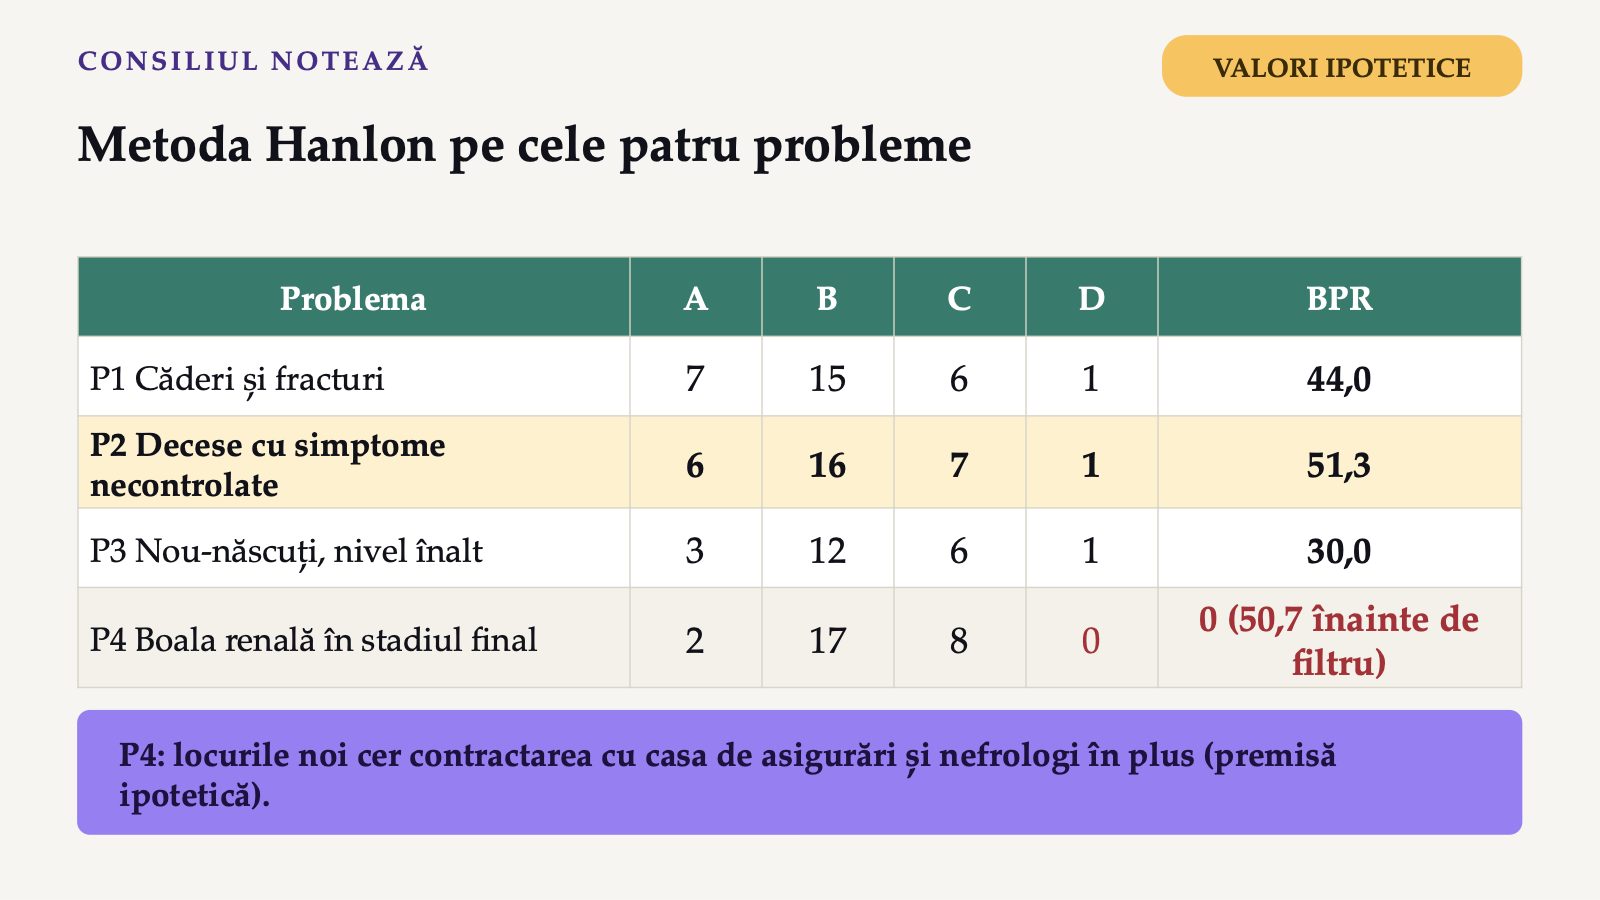 CONSILIUL NOTEAZĂ
VALORI IPOTETICE
Metoda Hanlon pe cele patru probleme
Problema A B C D BPR
P1 Căderi și fracturi 7 15 6 1 44,0
P2 Decese cu simptome
necontrolate 6 16 7 1 51,3
P3 Nou-născuți, nivel înalt 3 12 6 1 30,0
P4 Boala renală în stadiul final 2 17 8 0 0 (50,7 înainte de
filtru)
P4: locurile noi cer contractarea cu casa de asigurări și nefrologi în plus (premisă
ipotetică).